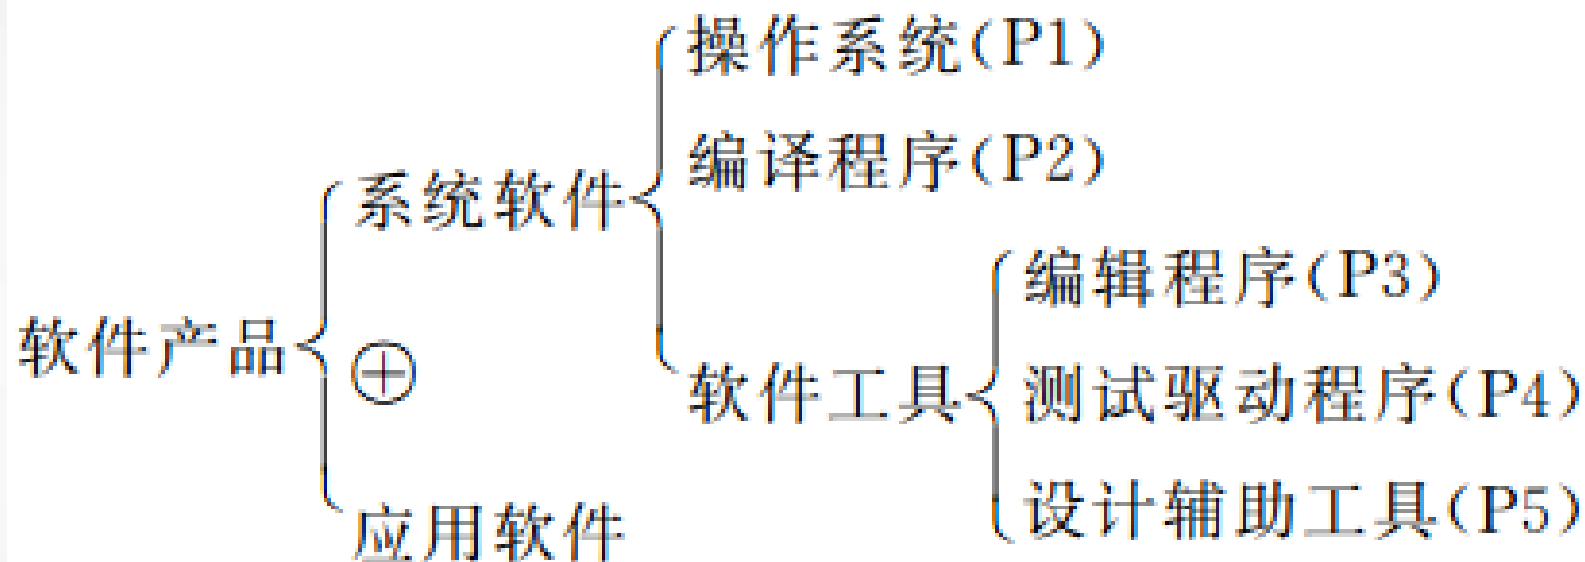 操作系统(P1)
编译程序(P2)
系统软件
编辑程序(P3)
软件产品
⊕
软件工具
测试驱动程序(P4)
设计辅助工具(P5)
应用软件